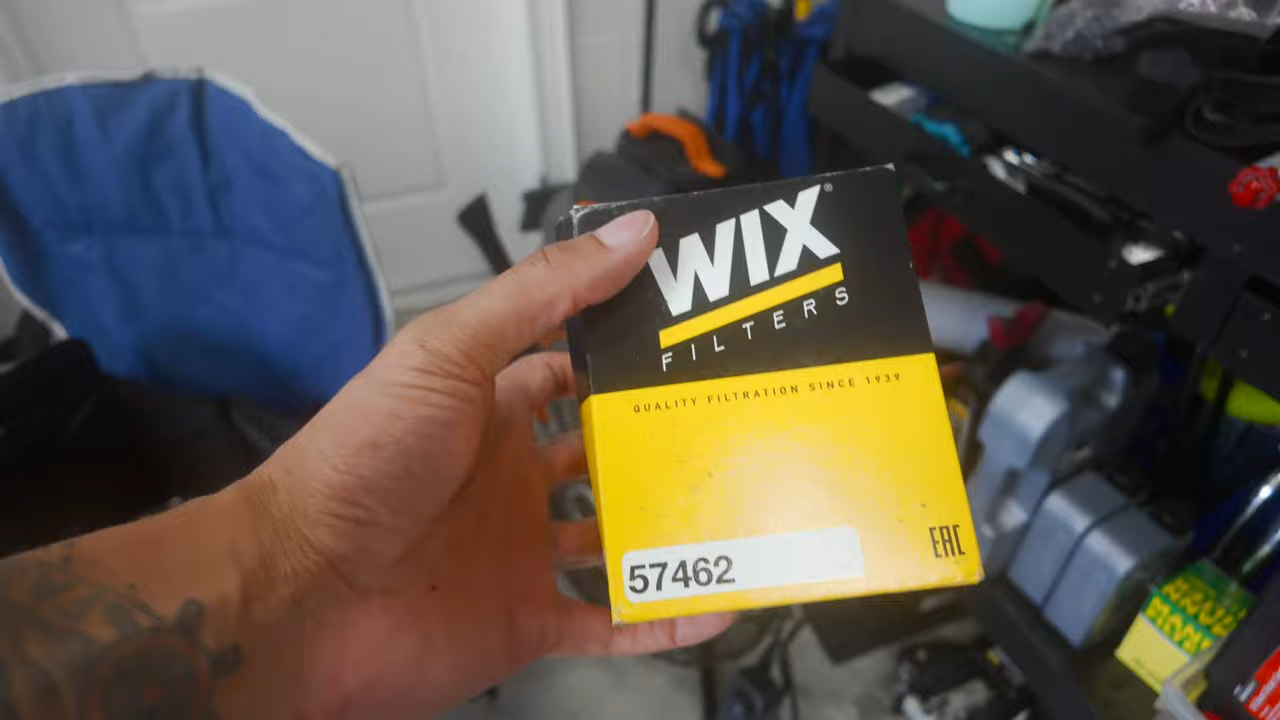 WIX®
FILTERS
QUALITY FILTRATION SINCE 1939
EAC
57462